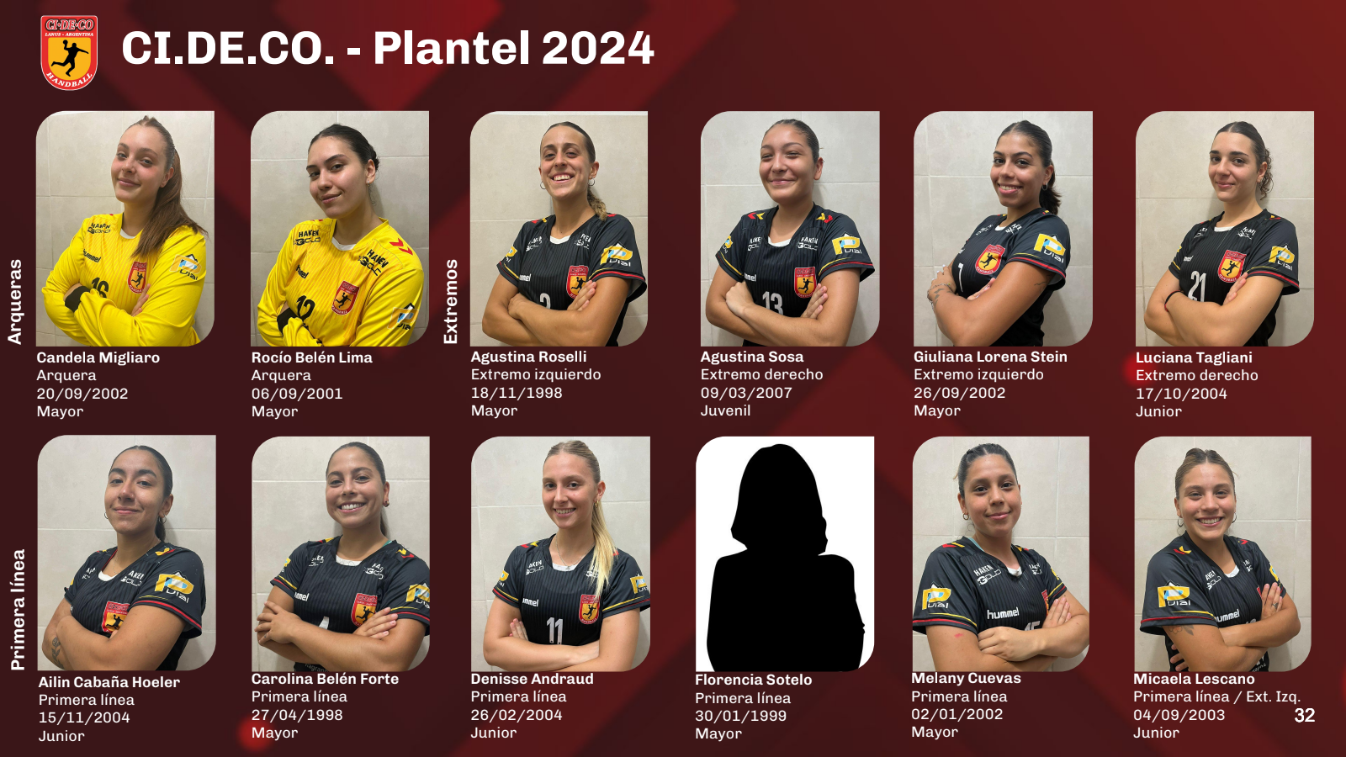 CI.DE.CO. - Plantel 2024
CI·DE·CO
LANUS - ARGENTINA
HANDBALL
Arqueras
Candela Migliaro
Arquera
20/09/2002
Mayor
Rocío Belén Lima
Arquera
06/09/2001
Mayor
Extremos
Agustina Roselli
Extremo izquierdo
18/11/1998
Mayor
Agustina Sosa
Extremo derecho
09/03/2007
Juvenil
Giuliana Lorena Stein
Extremo izquierdo
26/09/2002
Mayor
Luciana Tagliani
Extremo derecho
17/10/2004
Junior
Primera línea
Ailin Cabaña Hoeler
Primera línea
15/11/2004
Junior
Carolina Belén Forte
Primera línea
27/04/1998
Mayor
Denisse Andraud
Primera línea
26/02/2004
Junior
Florencia Sotelo
Primera línea
30/01/1999
Mayor
Melany Cuevas
Primera línea
02/01/2002
Mayor
Micaela Lescano
Primera línea / Ext. Izq.
04/09/2003
Junior
32
13
21
11
hummel